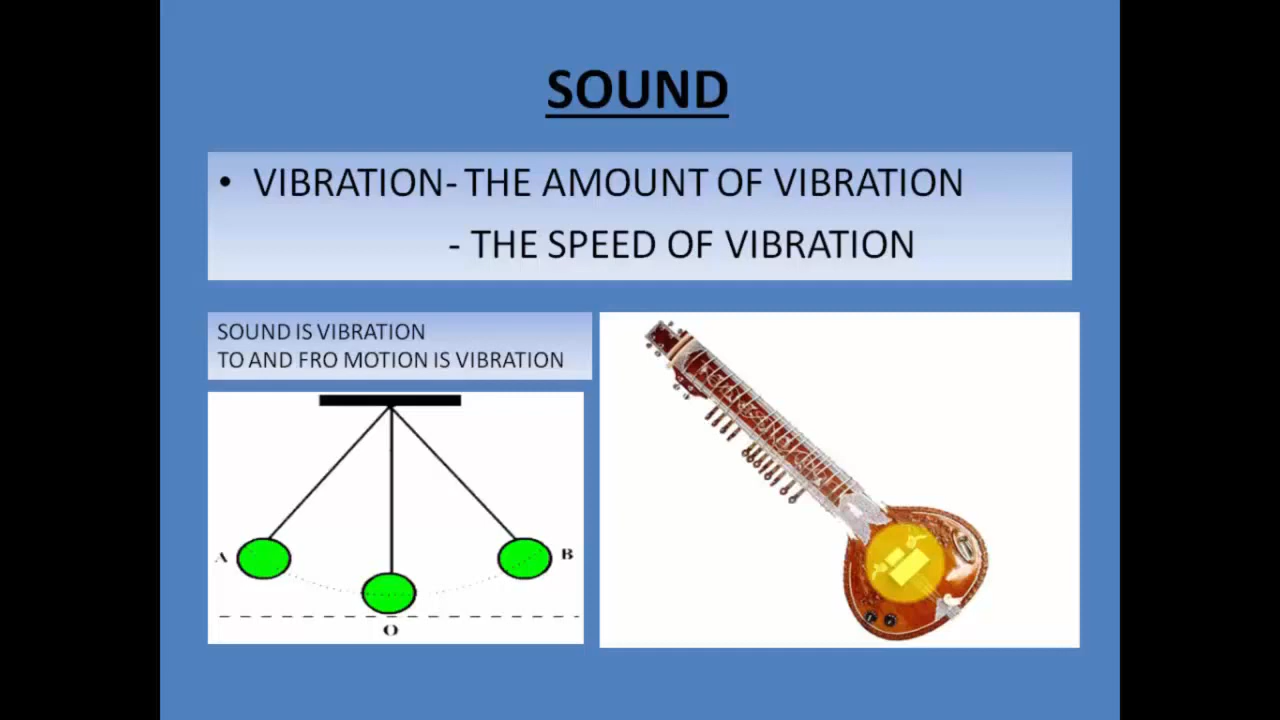 SOUND
• VIBRATION- THE AMOUNT OF VIBRATION
- THE SPEED OF VIBRATION
SOUND IS VIBRATION
TO AND FRO MOTION IS VIBRATION
A
B
O